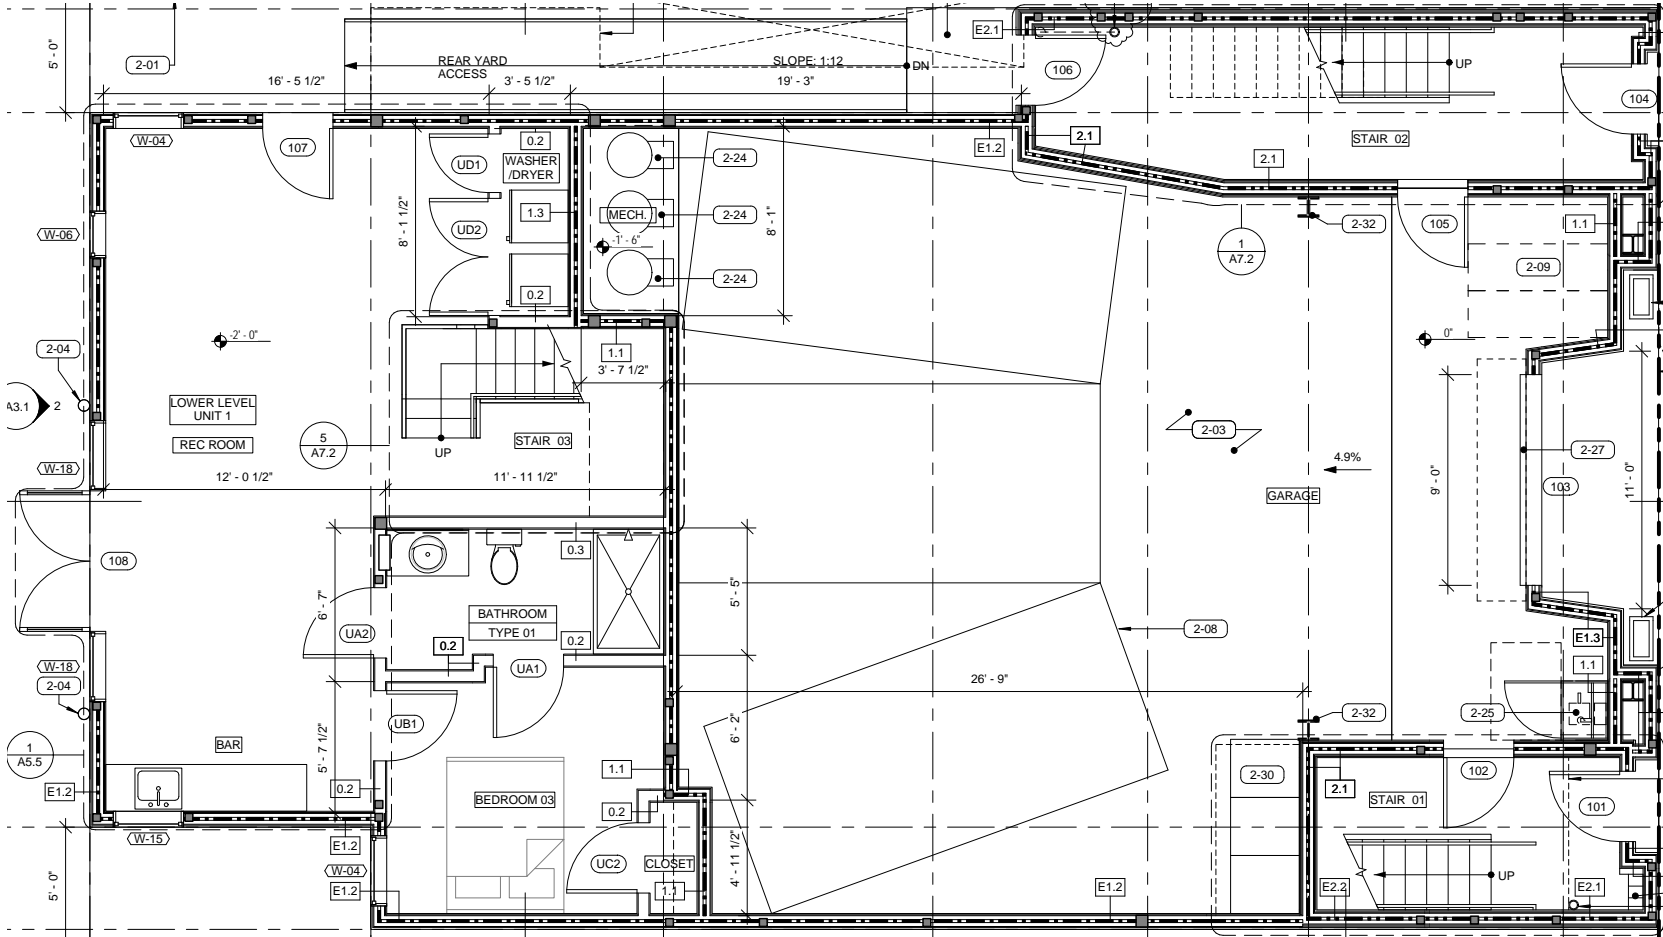 5' - 0"
2-01
REAR YARD
ACCESS
SLOPE: 1:12
DN
E2.1
106
UP
104
16' - 5 1/2"
3' - 5 1/2"
19' - 3"
W-04
107
UD1
0.2
WASHER
/DRYER
2-24
E1.2
2.1
STAIR 02
2.1
W-06
8' - 1 1/2"
UD2
1.3
MECH.
2-24
8' - 1"
-1' - 6"
2-32
105
1.1
1
A7.2
2-24
2-09
0.2
-2' - 0"
0"
2-04
1.1
3' - 7 1/2"
A3.1
2
LOWER LEVEL
UNIT 1
REC ROOM
5
A7.2
STAIR 03
UP
2-03
4.9%
2-27
W-18
12' - 0 1/2"
11' - 11 1/2"
GARAGE
9' - 0"
103
11' - 0"
108
0.3
5' - 5"
6' - 7"
BATHROOM
TYPE 01
UA2
0.2
0.2
UA1
2-08
E1.3
1.1
W-18
2-04
26' - 9"
UB1
6' - 2"
2-32
2-25
1
A5.5
BAR
5' - 7 1/2"
1.1
2-30
102
E1.2
0.2
BEDROOM 03
0.2
2.1
STAIR 01
101
W-15
E1.2
W-04
E1.2
UC2
CLOSET
1.1
4' - 11 1/2"
E1.2
E2.2
UP
E2.1
5' - 0"